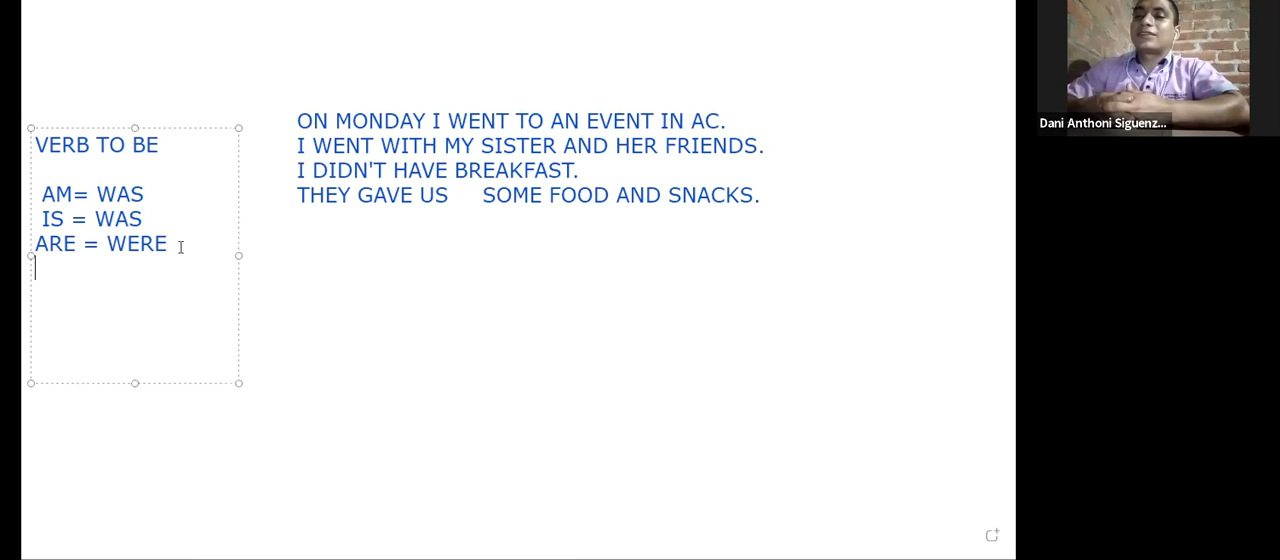 VERB TO BE
AM= WAS
IS = WAS
ARE = WERE
ON MONDAY I WENT TO AN EVENT IN AC.
I WENT WITH MY SISTER AND HER FRIENDS.
I DIDN'T HAVE BREAKFAST.
THEY GAVE US SOME FOOD AND SNACKS.
Dani Anthoni Siguenz...